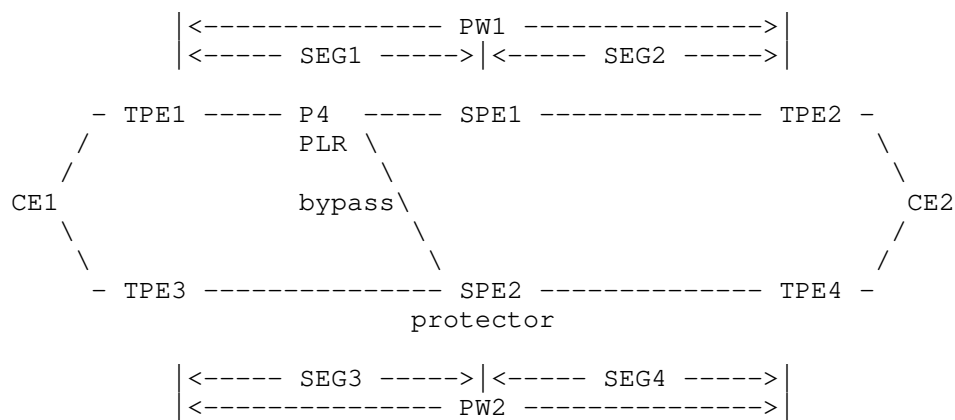 |<-------------- PW1 --------------->|
|<----- SEG1 ----->|<----- SEG2 ----->|
- TPE1 ----- P4 ----- SPE1 -------------- TPE2 -
/ PLR \ \
/ \ \
CE1 bypass\ CE2
\ \ /
\ \ /
- TPE3 --------------- SPE2 -------------- TPE4 -
protector
|<----- SEG3 ----->|<----- SEG4 ----->|
|<-------------- PW2 --------------->|